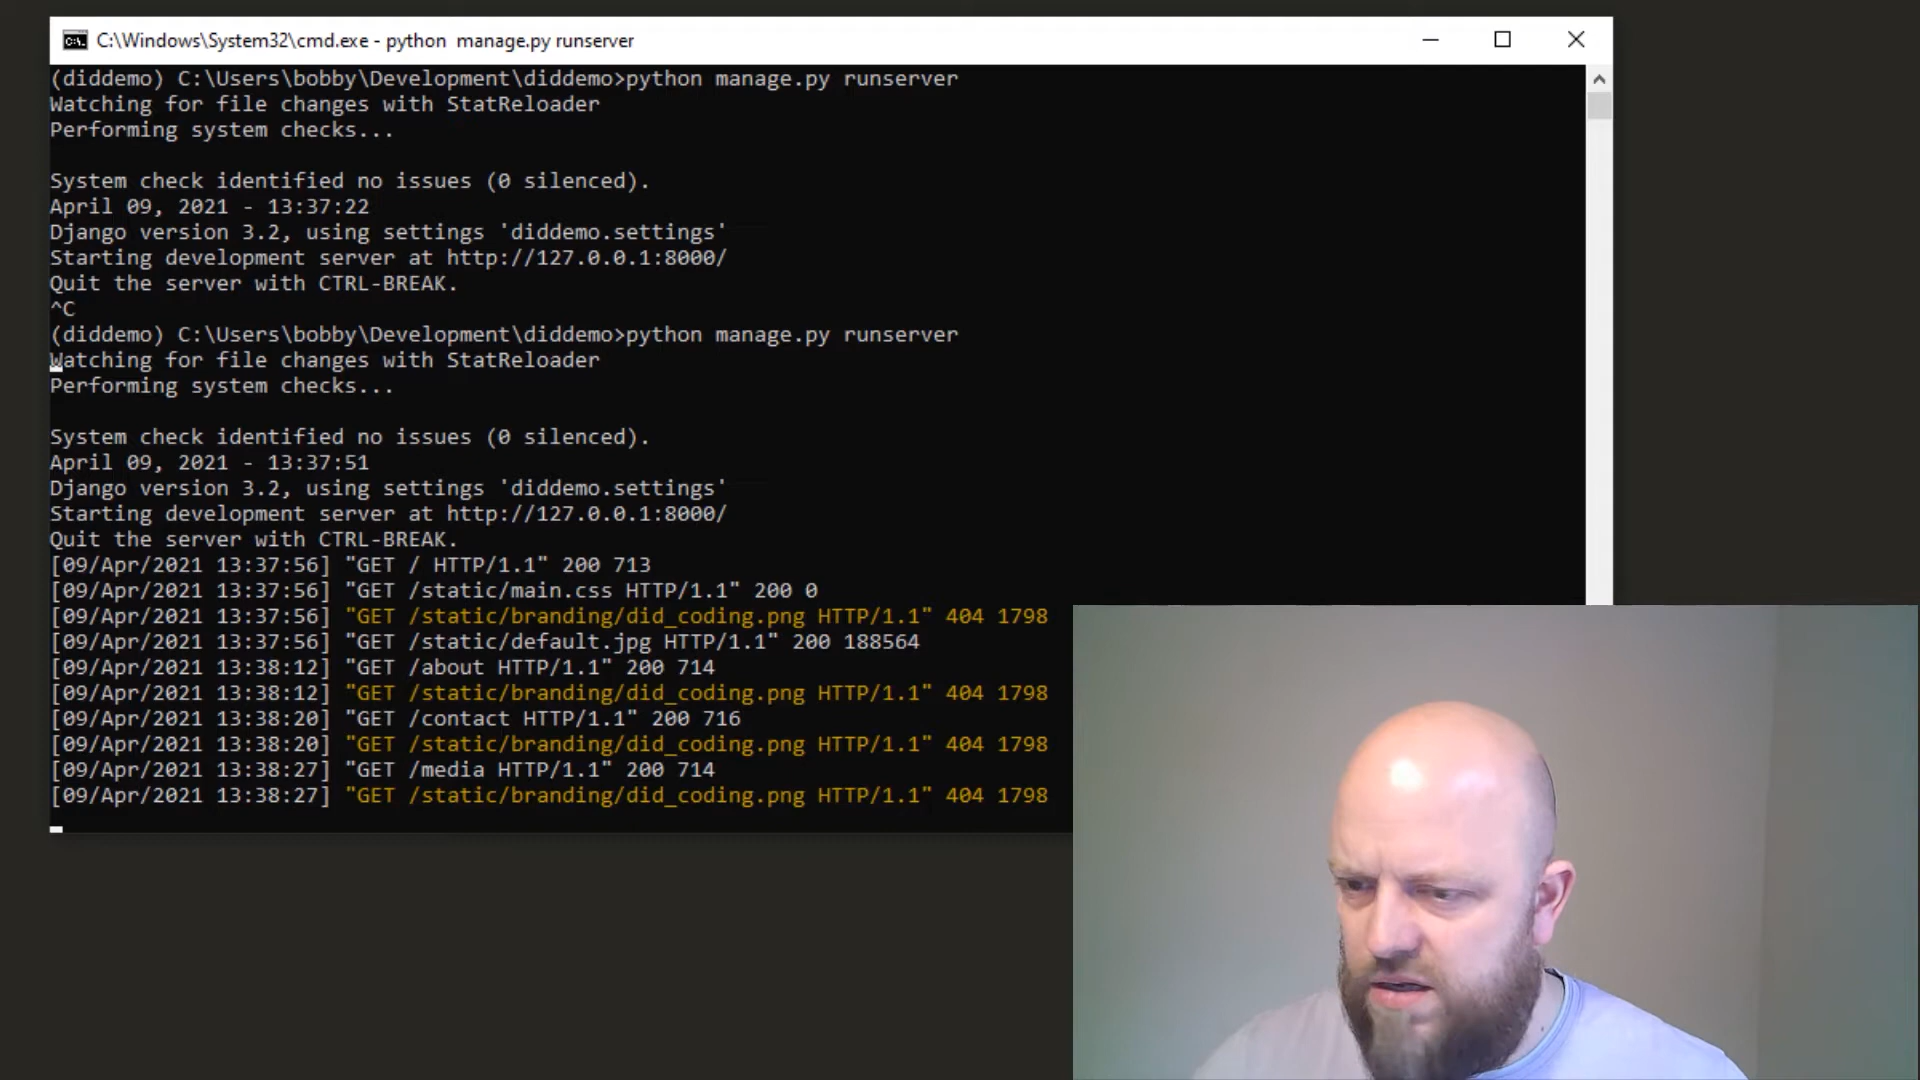 C:\Windows\System32\cmd.exe - python  manage.py runserver
(diddemo) C:\Users\bobby\Development\diddemo>python manage.py runserver
Watching for file changes with StatReloader
Performing system checks...
System check identified no issues (0 silenced).
April 09, 2021 - 13:37:22
Django version 3.2, using settings 'diddemo.settings'
Starting development server at http://127.0.0.1:8000/
Quit the server with CTRL-BREAK.
^C
(diddemo) C:\Users\bobby\Development\diddemo>python manage.py runserver
Watching for file changes with StatReloader
Performing system checks...
System check identified no issues (0 silenced).
April 09, 2021 - 13:37:51
Django version 3.2, using settings 'diddemo.settings'
Starting development server at http://127.0.0.1:8000/
Quit the server with CTRL-BREAK.
[09/Apr/2021 13:37:56] "GET / HTTP/1.1" 200 713
[09/Apr/2021 13:37:56] "GET /static/main.css HTTP/1.1" 200 0
[09/Apr/2021 13:37:56] "GET /static/branding/did_coding.png HTTP/1.1" 404 1798
[09/Apr/2021 13:37:56] "GET /static/default.jpg HTTP/1.1" 200 188564
[09/Apr/2021 13:38:12] "GET /about HTTP/1.1" 200 714
[09/Apr/2021 13:38:12] "GET /static/branding/did_coding.png HTTP/1.1" 404 1798
[09/Apr/2021 13:38:20] "GET /contact HTTP/1.1" 200 716
[09/Apr/2021 13:38:20] "GET /static/branding/did_coding.png HTTP/1.1" 404 1798
[09/Apr/2021 13:38:27] "GET /media HTTP/1.1" 200 714
[09/Apr/2021 13:38:27] "GET /static/branding/did_coding.png HTTP/1.1" 404 1798